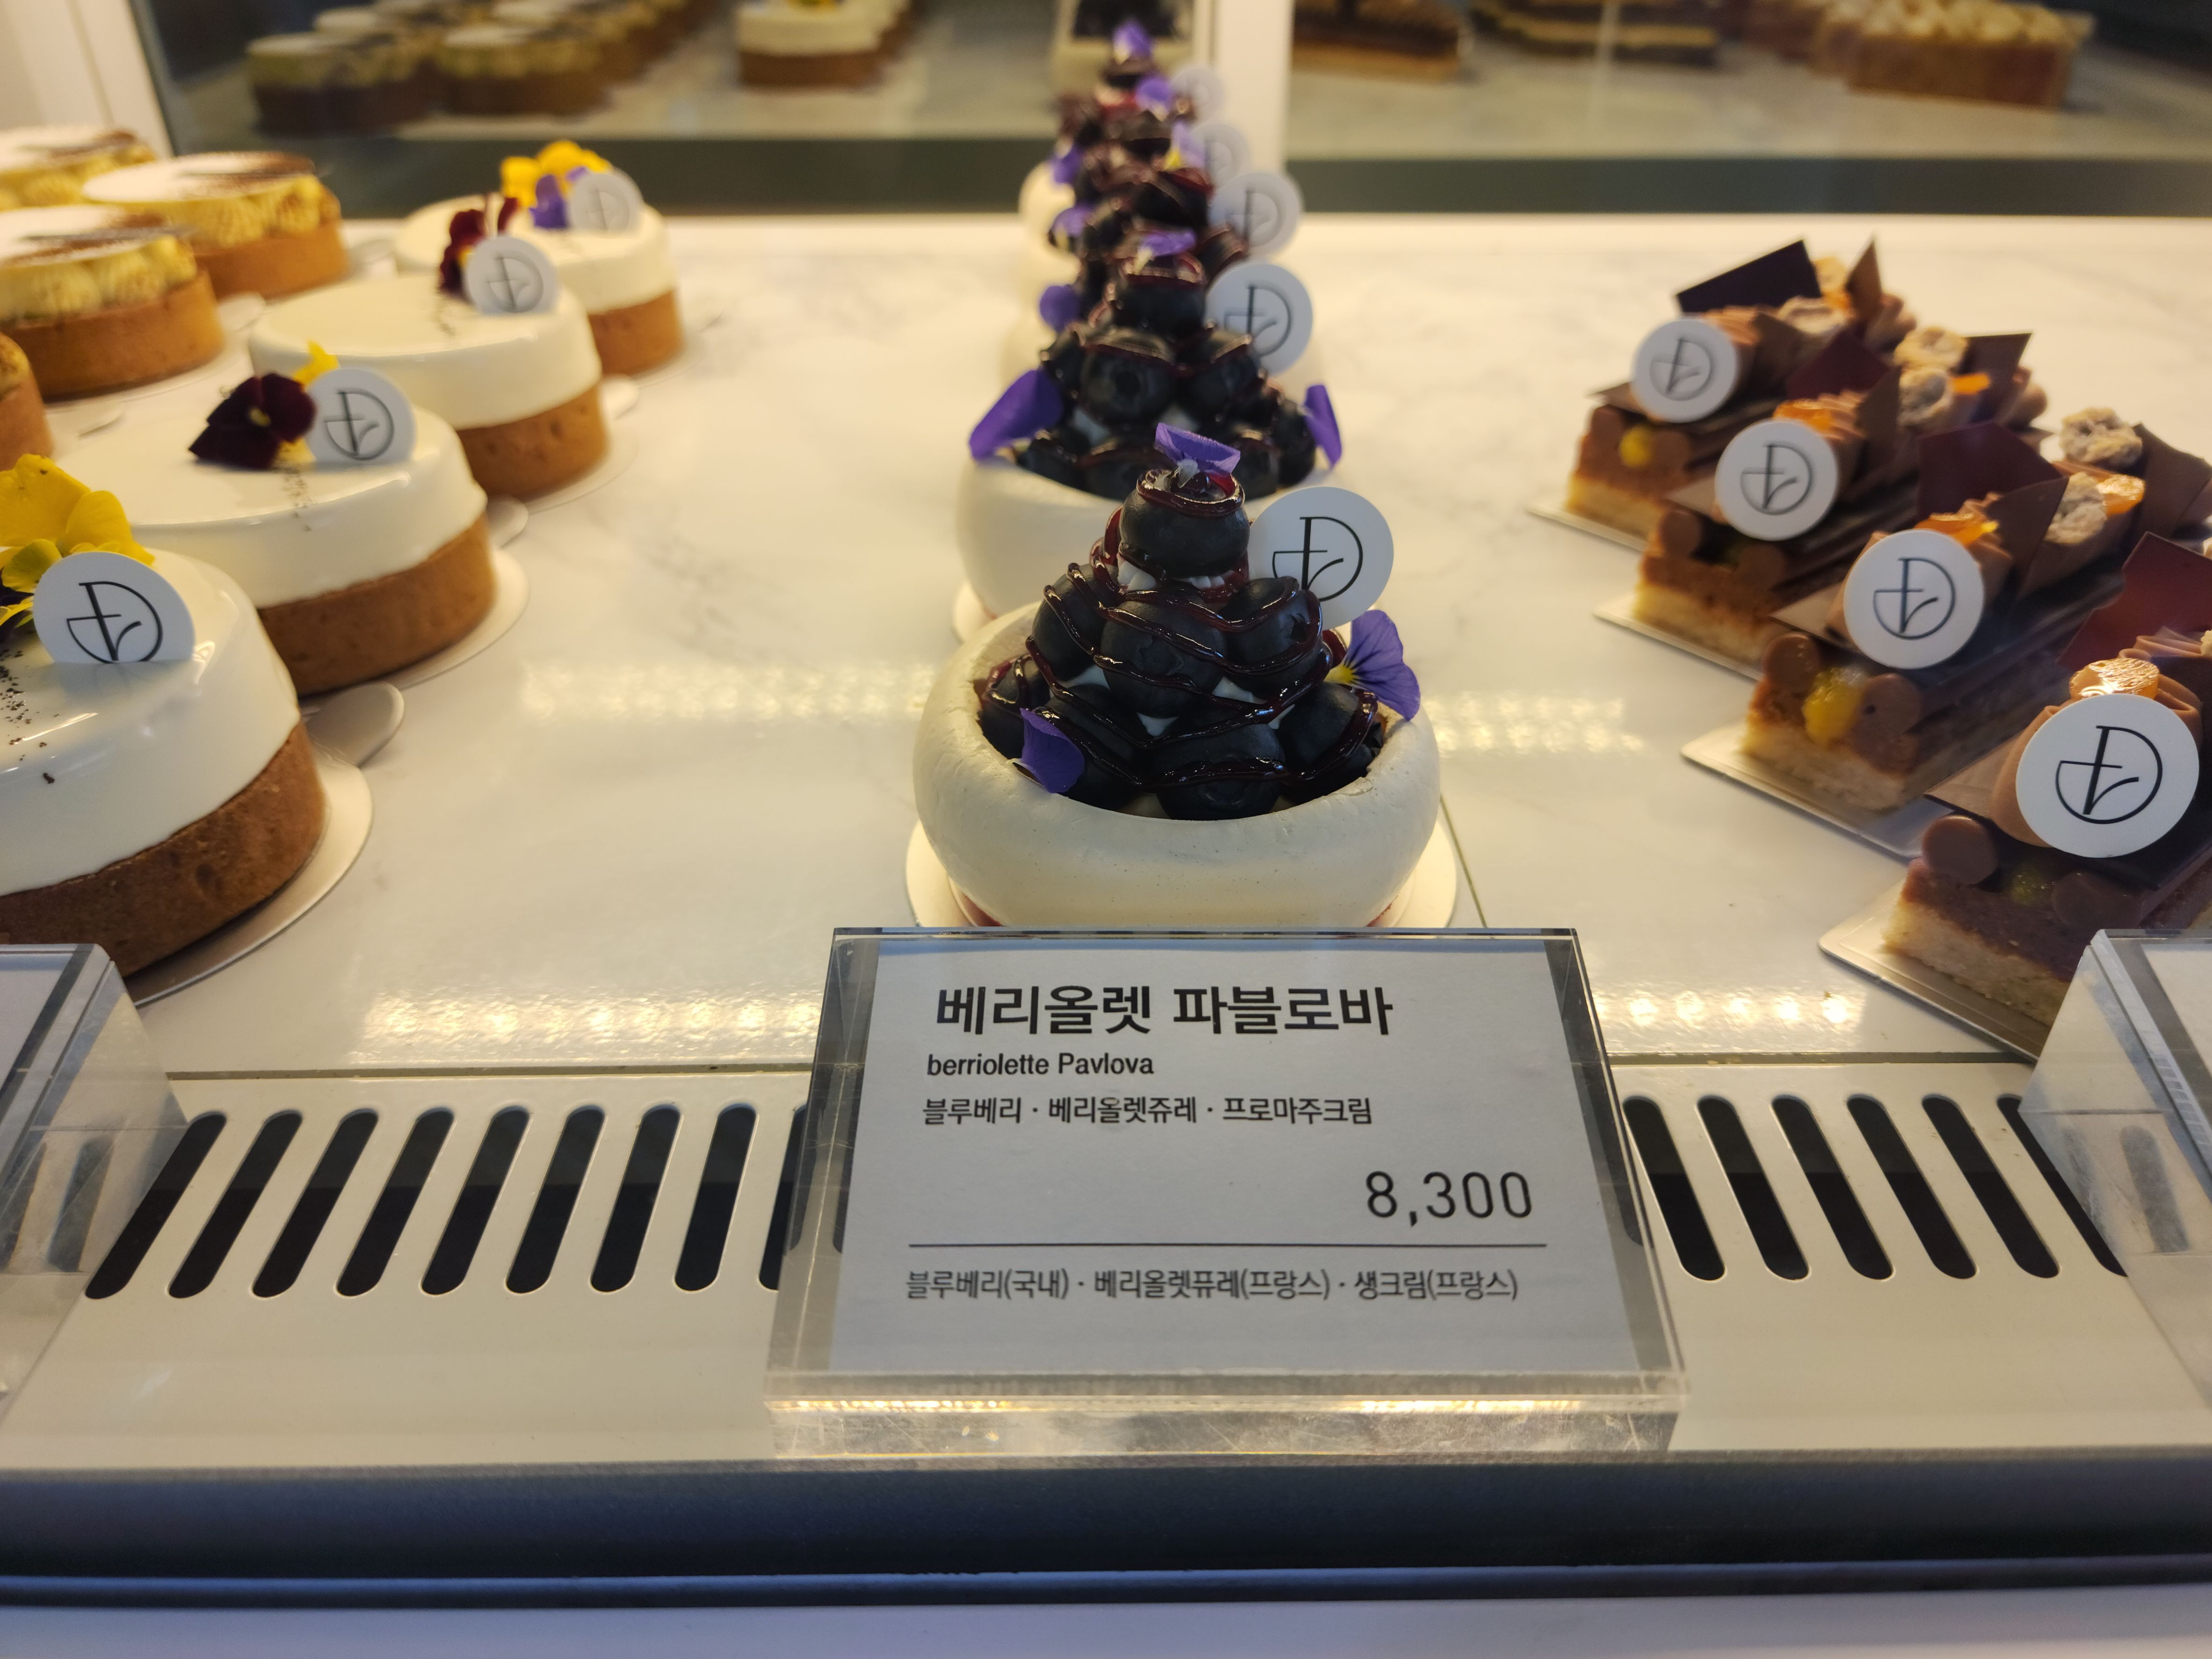 베리올렛 파블로바
berriolette Pavlova
블루베리 · 베리올렛쥬레 · 프로마주크림
8,300
블루베리(국내) · 베리올렛퓨레(프랑스) · 생크림(프랑스)